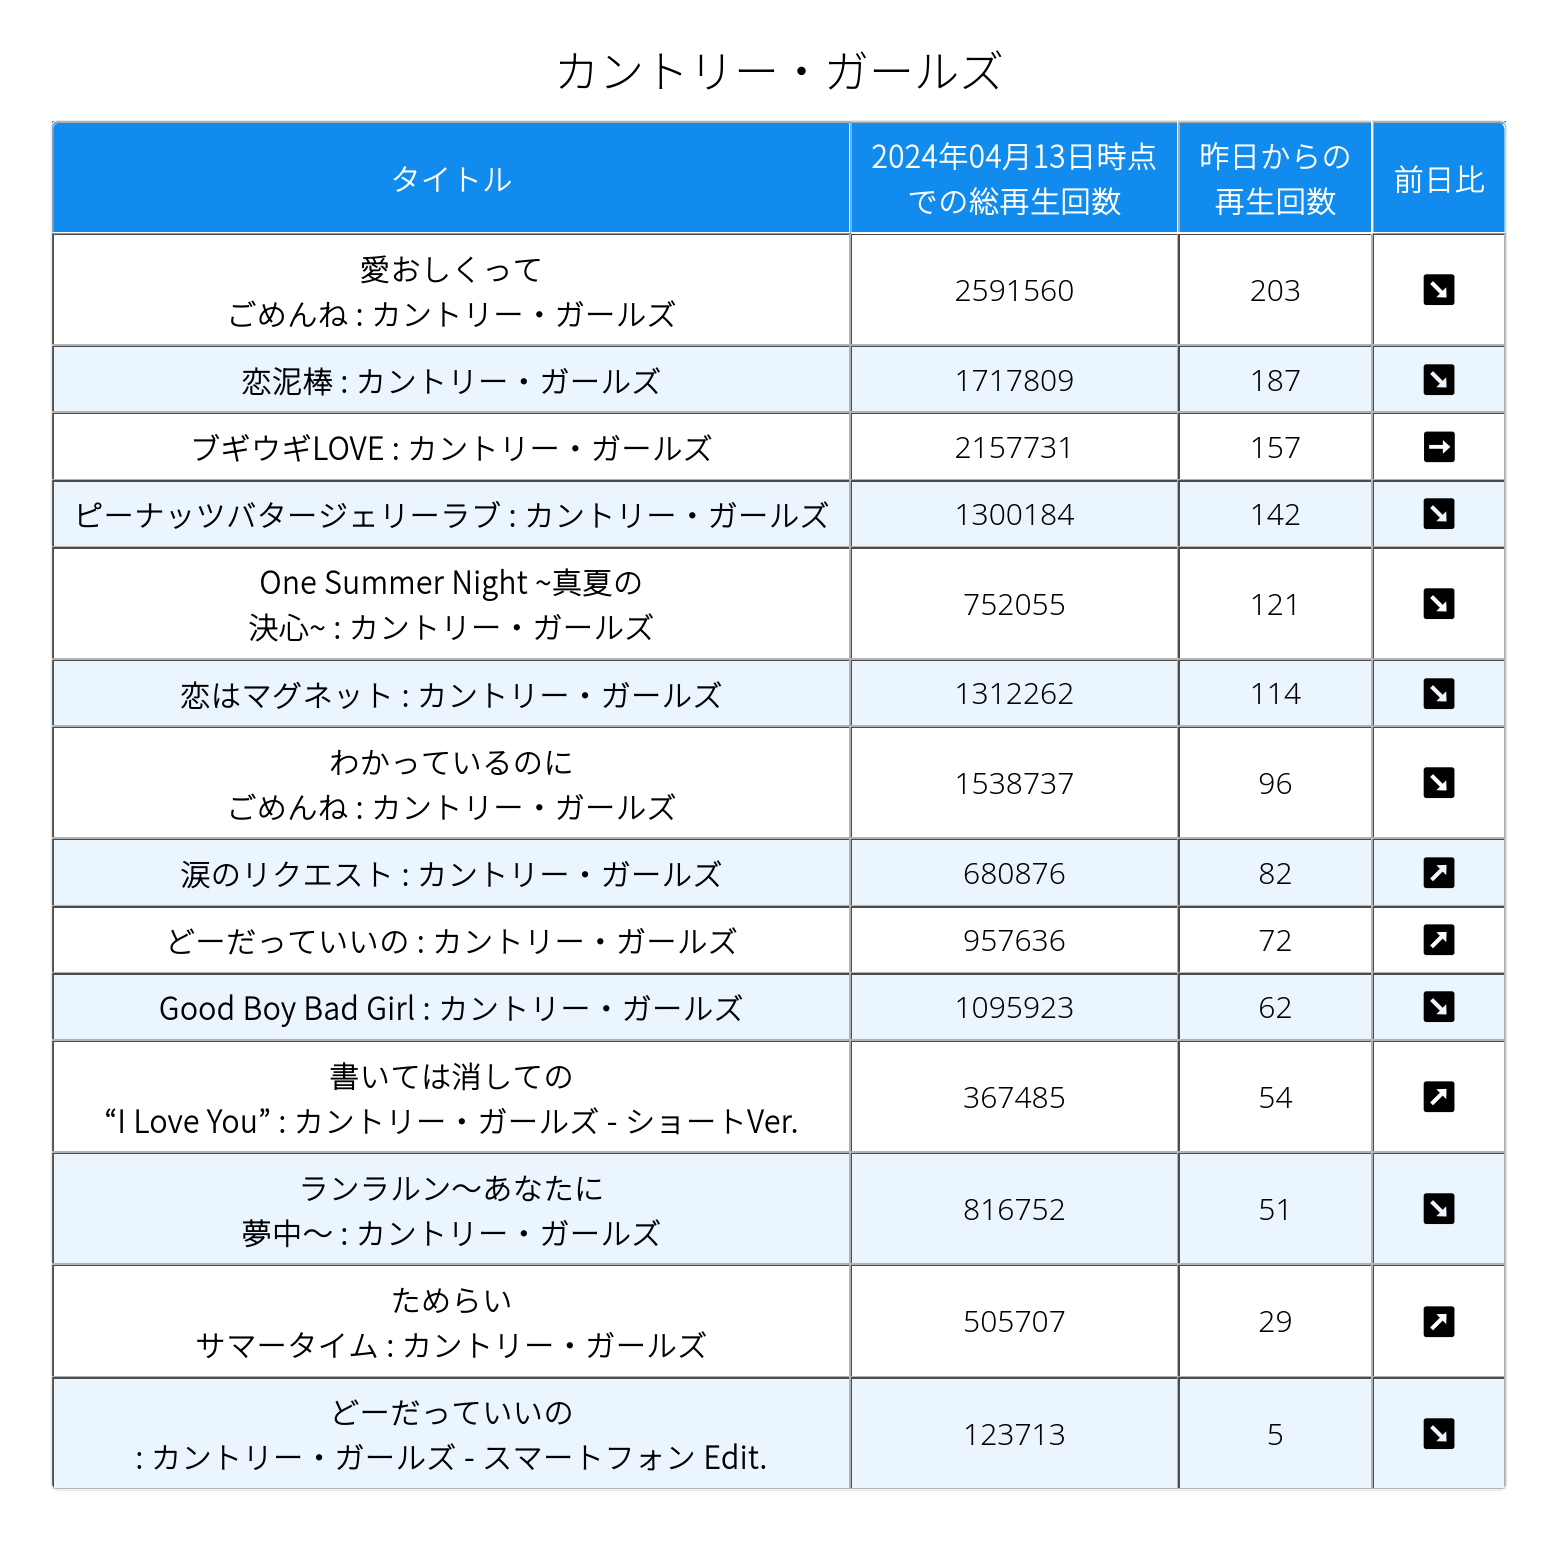 カントリー・ガールズ
タイトル
2024年04月13日時点
での総再生回数
昨日からの
再生回数
前日比
愛おしくって
ごめんね : カントリー・ガールズ
2591560
203
↘
恋泥棒 : カントリー・ガールズ
1717809
187
↘
ブギウギLOVE : カントリー・ガールズ
2157731
157
➡
ピーナッツバタージェリーラブ : カントリー・ガールズ
1300184
142
↘
One Summer Night ~真夏の
決心~ : カントリー・ガールズ
752055
121
↘
恋はマグネット : カントリー・ガールズ
1312262
114
↘
わかっているのに
ごめんね : カントリー・ガールズ
1538737
96
↘
涙のリクエスト : カントリー・ガールズ
680876
82
↗
どーだっていいの : カントリー・ガールズ
957636
72
↗
Good Boy Bad Girl : カントリー・ガールズ
1095923
62
↘
書いては消しての
“I Love You” : カントリー・ガールズ - ショートVer.
367485
54
↗
ランラルン～あなたに
夢中～ : カントリー・ガールズ
816752
51
↘
ためらい
サマータイム : カントリー・ガールズ
505707
29
↗
どーだっていいの
: カントリー・ガールズ - スマートフォン Edit.
123713
5
↘